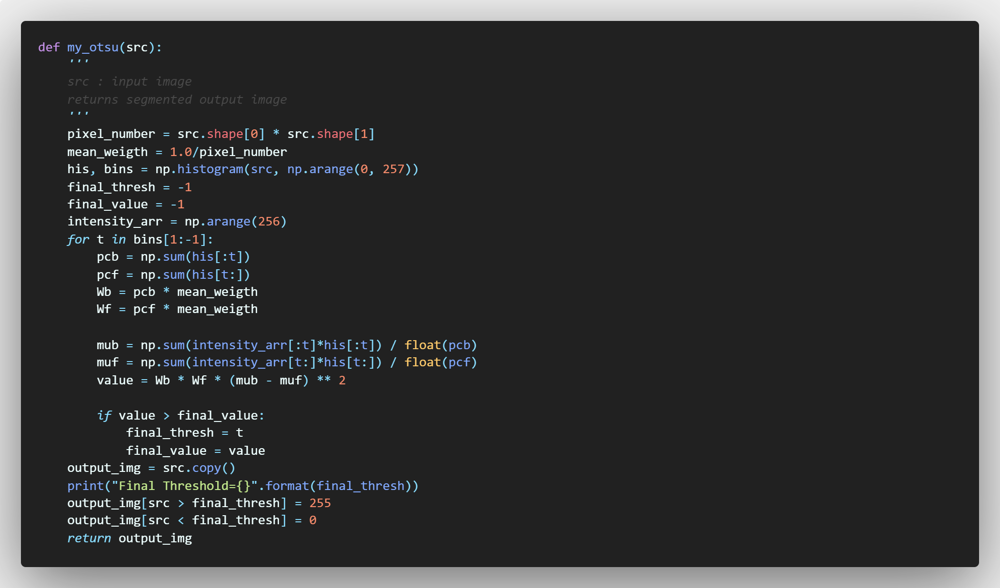 def my_otsu(src):
    '''
    src : input image
    returns segmented output image
    '''
    pixel_number = src.shape[0] * src.shape[1]
    mean_weigth = 1.0/pixel_number
    his, bins = np.histogram(src, np.arange(0, 257))
    final_thresh = -1
    final_value = -1
    intensity_arr = np.arange(256)
    for t in bins[1:-1]:
        pcb = np.sum(his[:t])
        pcf = np.sum(his[t:])
        Wb = pcb * mean_weigth
        Wf = pcf * mean_weigth

        mub = np.sum(intensity_arr[:t]*his[:t]) / float(pcb)
        muf = np.sum(intensity_arr[t:]*his[t:]) / float(pcf)
        value = Wb * Wf * (mub - muf) ** 2

        if value > final_value:
            final_thresh = t
            final_value = value
    output_img = src.copy()
    print("Final Threshold={}".format(final_thresh))
    output_img[src > final_thresh] = 255
    output_img[src < final_thresh] = 0
    return output_img